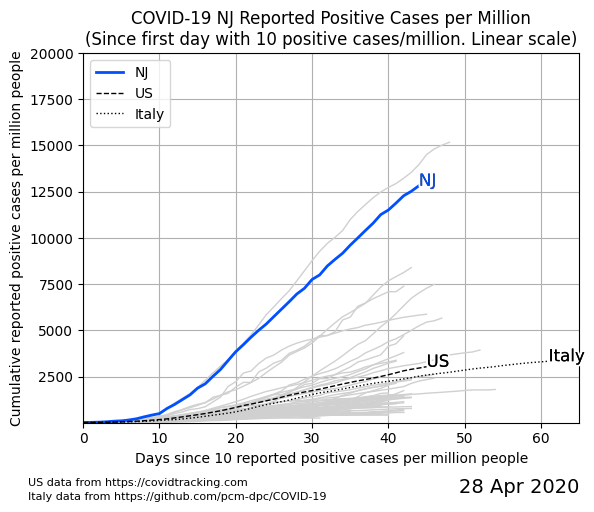 COVID-19 NJ Reported Positive Cases per Million
(Since first day with 10 positive cases/million. Linear scale)
Cumulative reported positive cases per million people
20000
17500
15000
12500
10000
7500
5000
2500
NJ
US
Italy
NJ
US
Italy
0
10
20
30
40
50
60
Days since 10 reported positive cases per million people
US data from https://covidtracking.com
Italy data from https://github.com/pcm-dpc/COVID-19
28 Apr 2020